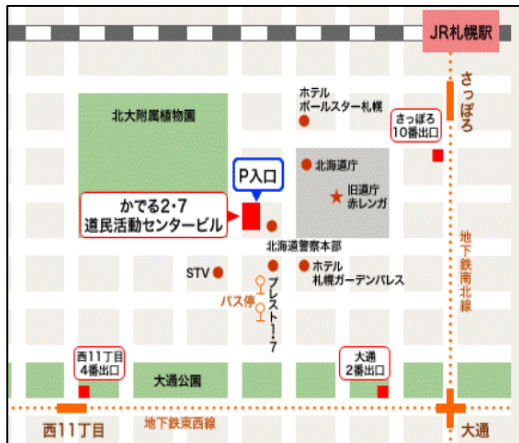 JR札幌駅
さっぽろ
ホテル
ポールスター札幌
さっぽろ
10番出口
北大附属植物園
P入口
北海道庁
旧道庁
赤レンガ
かでる2・7
道民活動センタービル
北海道警察本部
地下鉄南北線
STV
バス停
プレスト1・7
ホテル
札幌ガーデンパレス
西11丁目
4番出口
大通公園
大通
2番出口
西11丁目
地下鉄東西線
大通